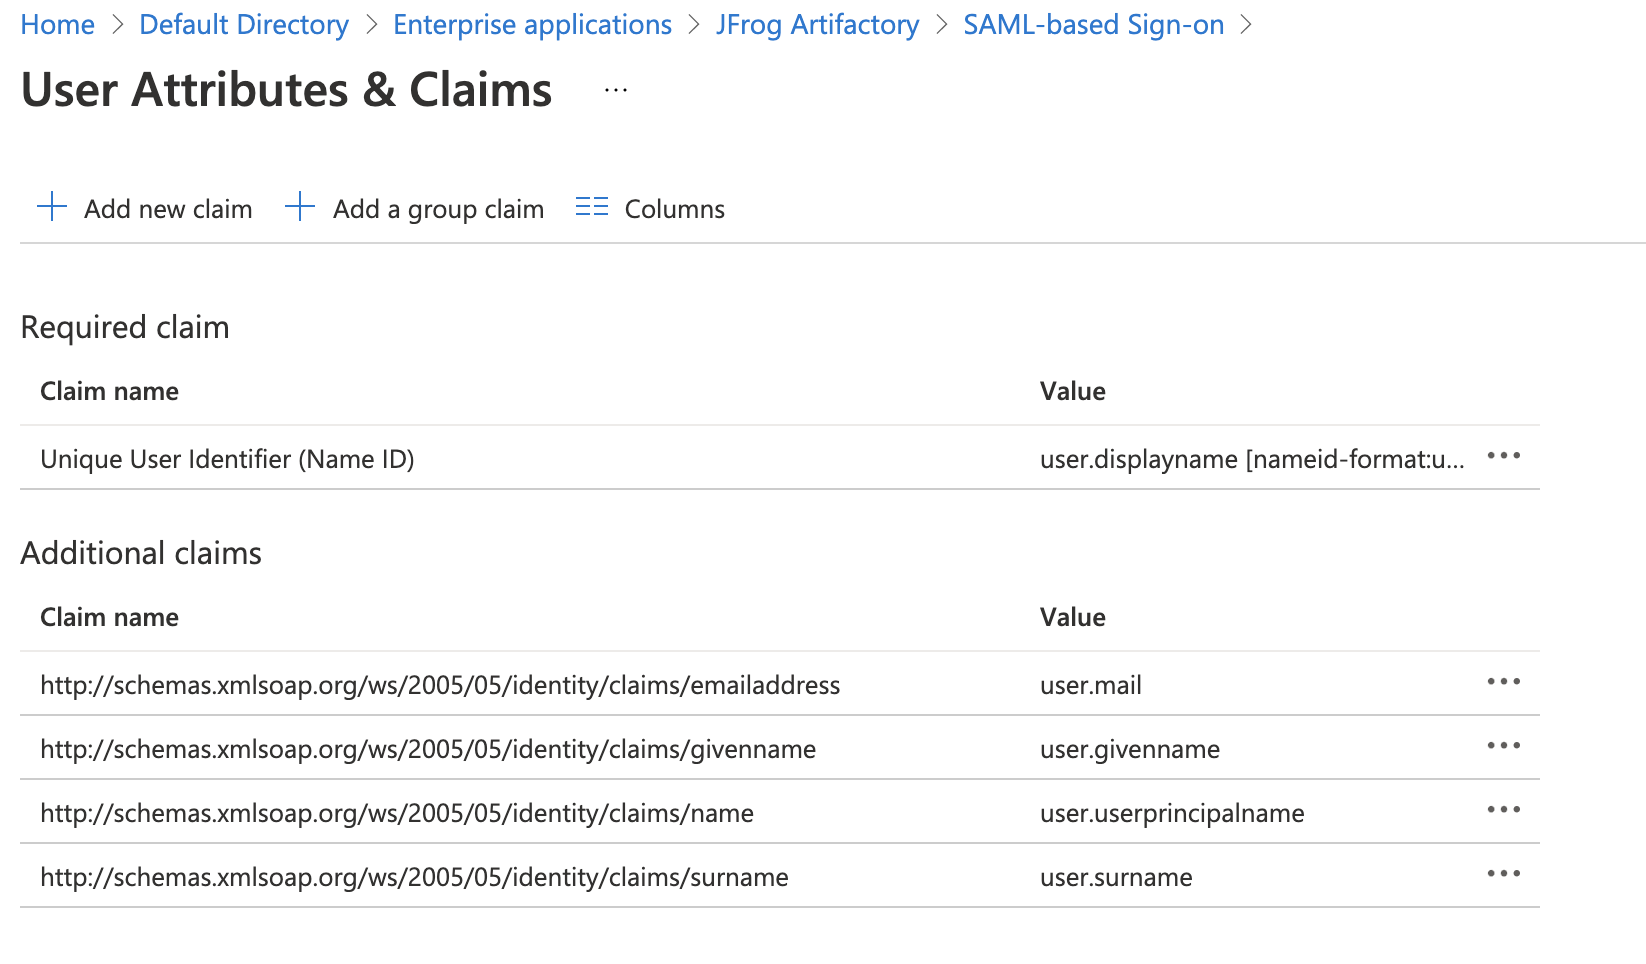 Home > Default Directory > Enterprise applications > JFrog Artifactory > SAML-based Sign-on >
User Attributes & Claims ...
Add new claim Add a group claim Columns
Required claim
Claim name Value
Unique User Identifier (Name ID) user.displayname [nameid-format:u...
Additional claims
Claim name Value
http://schemas.xmlsoap.org/ws/2005/05/identity/claims/emailaddress user.mail
http://schemas.xmlsoap.org/ws/2005/05/identity/claims/givenname user.givenname
http://schemas.xmlsoap.org/ws/2005/05/identity/claims/name user.userprincipalname
http://schemas.xmlsoap.org/ws/2005/05/identity/claims/surname user.surname